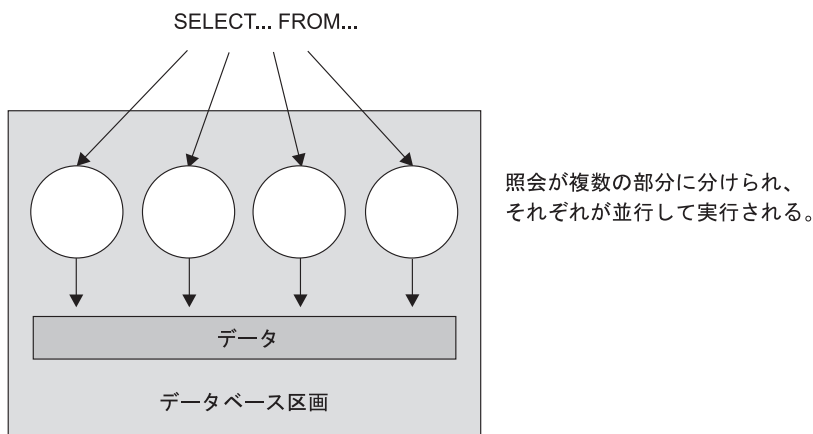 SELECT... FROM...
照会が複数の部分に分けられ、
それぞれが並行して実行される。
データ
データベース区画